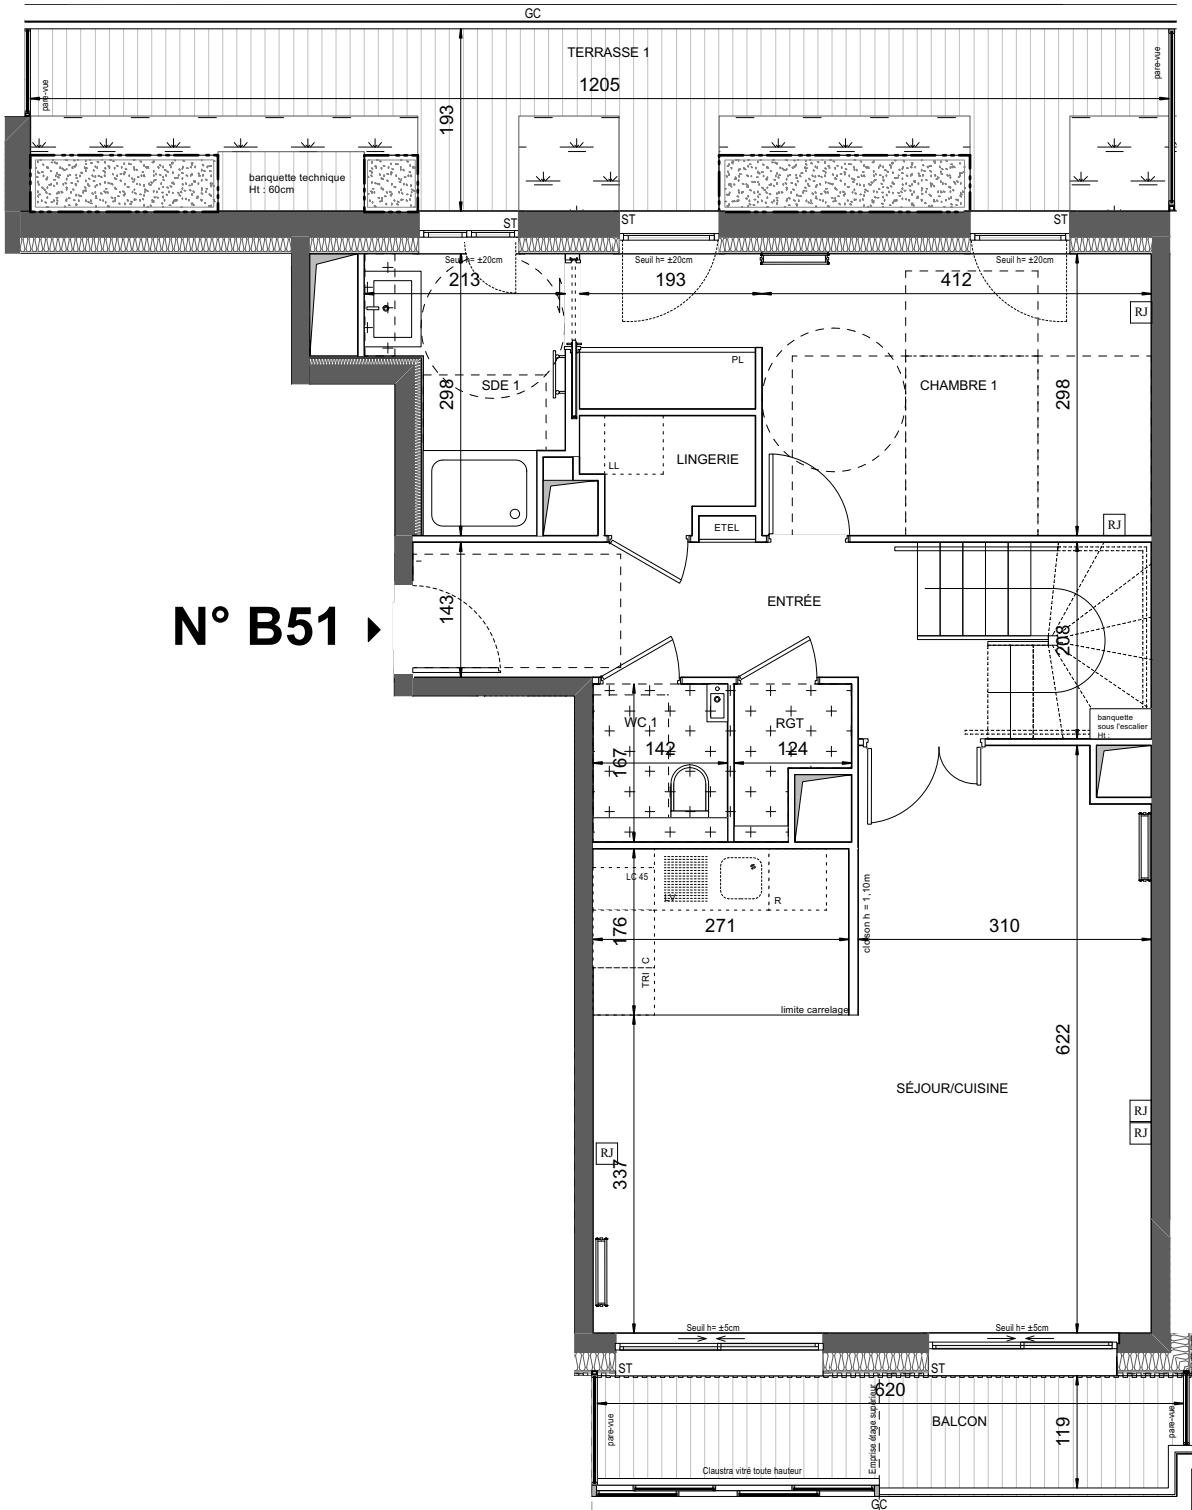 GC
TERRASSE 1
1205
pare-vue
pare-vue
193
banquette technique
Ht : 60cm
ST
ST
ST
Seuil h= ±20cm
Seuil h= ±20cm
Seuil h= ±20cm
213
193
412
RJ
PL
SDE 1
CHAMBRE 1
298
298
LL
LINGERIE
ETEL
RJ
N° B51
143
ENTRÉE
208
banquette
sous l'escalier
Ht :
WC 1
RGT
142
124
167
LC 45
LV
R
cloison h = 1,10m
271
310
176
TRI
C
limite carrelage
622
SÉJOUR/CUISINE
RJ
RJ
RJ
337
Seuil h= ±5cm
Seuil h= ±5cm
ST
ST
620
pare-vue
Emprise étage supérieur
BALCON
119
pare-vue
Claustra vitré toute hauteur
GC